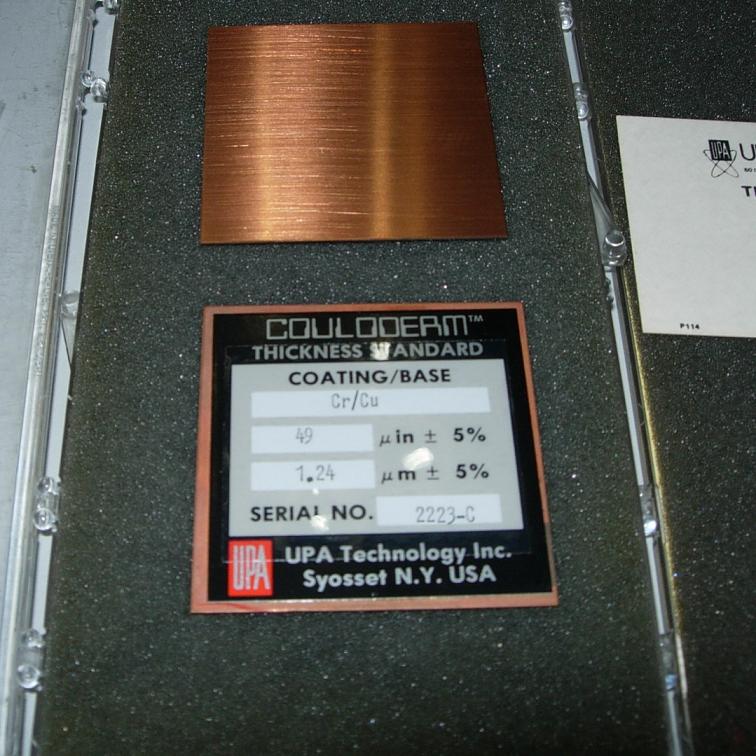 COULODERM™
THICKNESS STANDARD
COATING/BASE
Cr/Cu
49 µin ± 5%
1.24 µm ± 5%
SERIAL NO. 2223-C
UPA
UPA Technology Inc.
Syosset N.Y. USA
UPA
P114